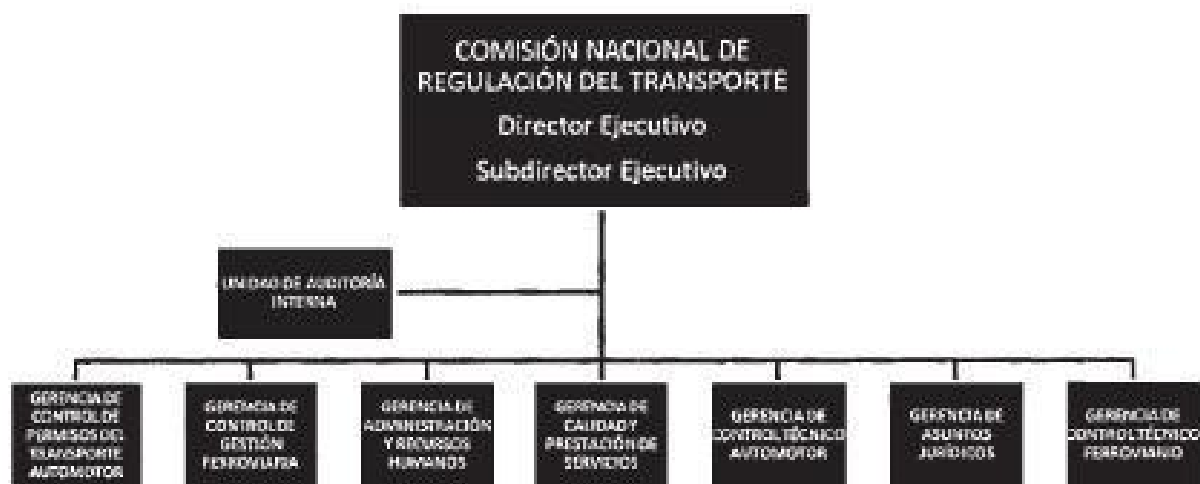 COMISIÓN NACIONAL DE
REGULACIÓN DEL TRANSPORTE
Director Ejecutivo
Subdirector Ejecutivo
UNIDAD DE AUDITORÍA
INTERNA
GERENCIA DE
CONTROL DE
PERMISOS DEL
TRANSPORTE
AUTOMOTOR
GERENCIA DE
CONTROL DE
GESTIÓN
FERROVIARIA
GERENCIA DE
ADMINISTRACIÓN
Y RECURSOS
HUMANOS
GERENCIA DE
CALIDAD Y
PRESTACIÓN DE
SERVICIOS
GERENCIA DE
CONTROL TÉCNICO
AUTOMOTOR
GERENCIA DE
ASUNTOS
JURÍDICOS
GERENCIA DE
CONTROL TÉCNICO
FERROVIARIO